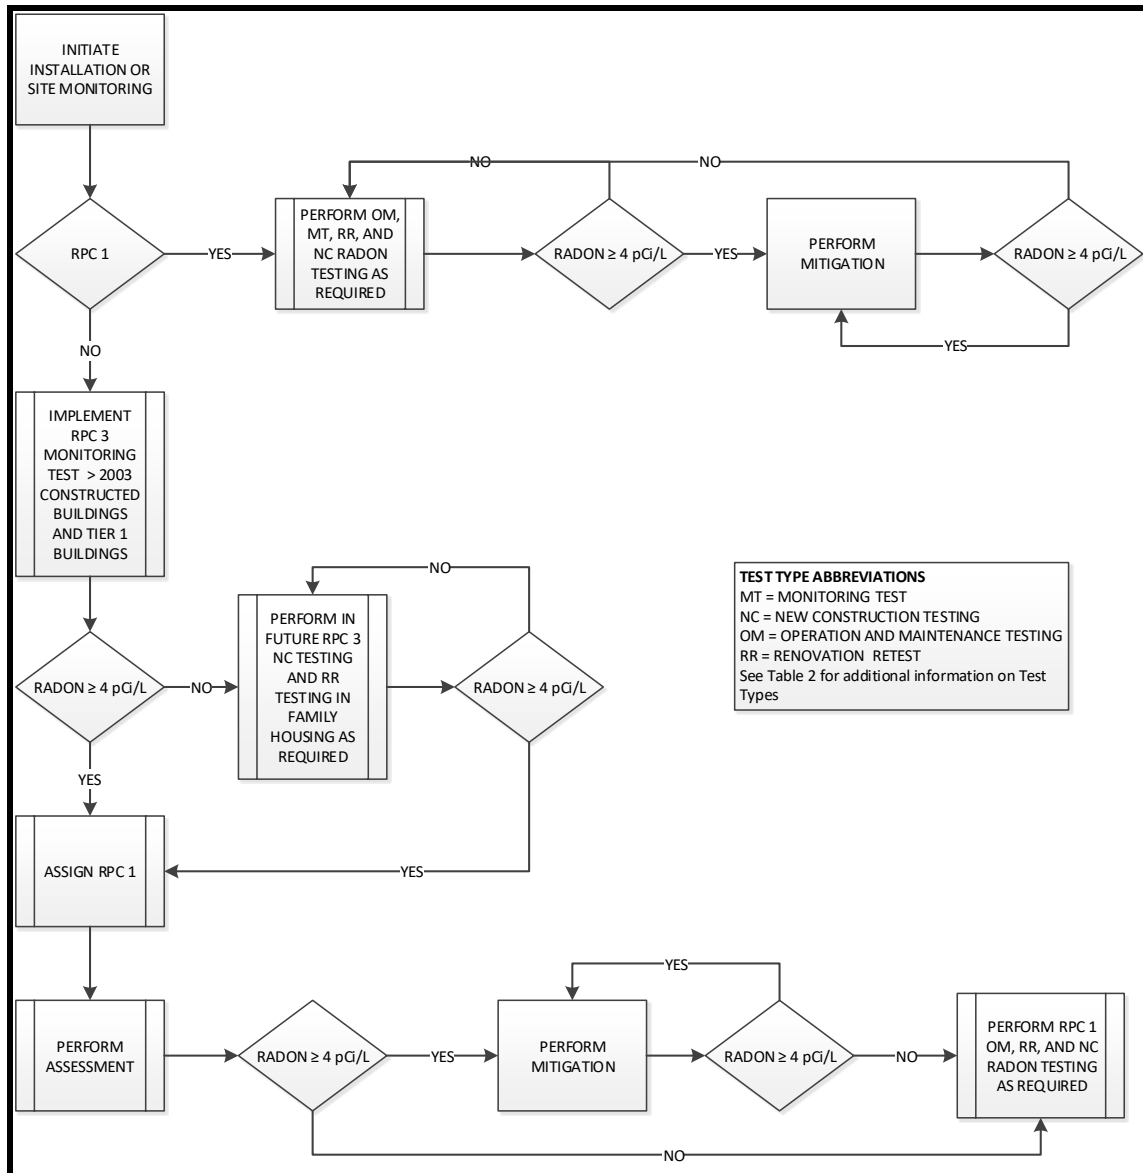 INITIATE
INSTALLATION OR
SITE MONITORING
NO
NO
RPC 1
YES
PERFORM OM,
MT, RR, AND
NC RADON
TESTING AS
REQUIRED
RADON ≥ 4 pCi/L
YES
PERFORM
MITIGATION
RADON ≥ 4 pCi/L
NO
YES
IMPLEMENT
RPC 3
MONITORING
TEST > 2003
CONSTRUCTED
BUILDINGS
AND TIER 1
BUILDINGS
NO
RADON ≥ 4 pCi/L
NO
PERFORM IN
FUTURE RPC 3
NC TESTING
AND RR
TESTING IN
FAMILY
HOUSING AS
REQUIRED
RADON ≥ 4 pCi/L
TEST TYPE ABBREVIATIONS
MT = MONITORING TEST
NC = NEW CONSTRUCTION TESTING
OM = OPERATION AND MAINTENANCE TESTING
RR = RENOVATION RETEST
See Table 2 for additional information on Test
Types
YES
ASSIGN RPC 1
YES
YES
PERFORM
ASSESSMENT
RADON ≥ 4 pCi/L
YES
PERFORM
MITIGATION
RADON ≥ 4 pCi/L
NO
PERFORM RPC 1
OM, RR, AND NC
RADON TESTING
AS REQUIRED
NO